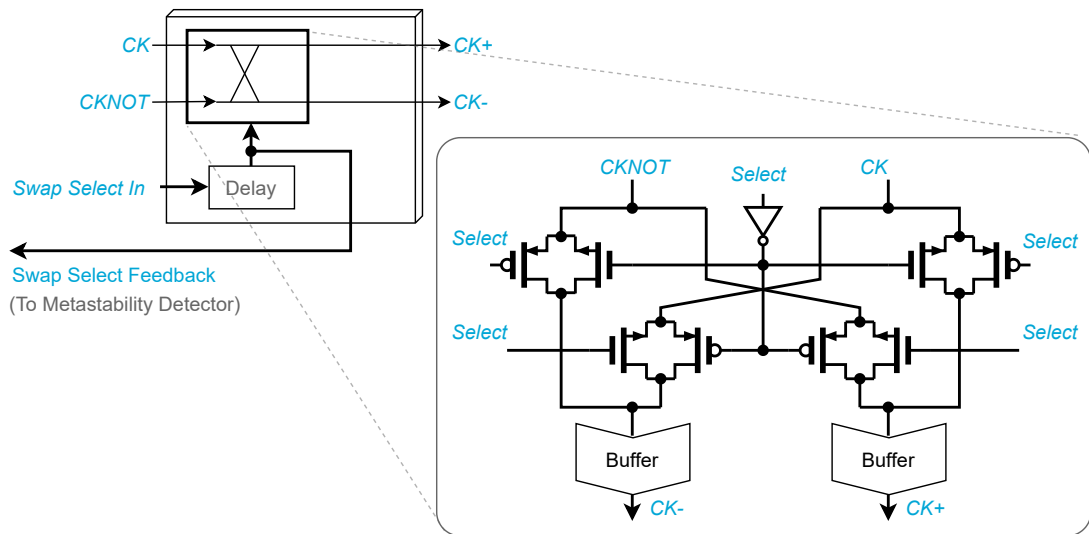 CK
CK+
CKNOT
CK-
Swap Select In
Delay
Swap Select Feedback
(To Metastability Detector)
CKNOT
Select
CK
Select
Select
Select
Select
Buffer
Buffer
CK-
CK+